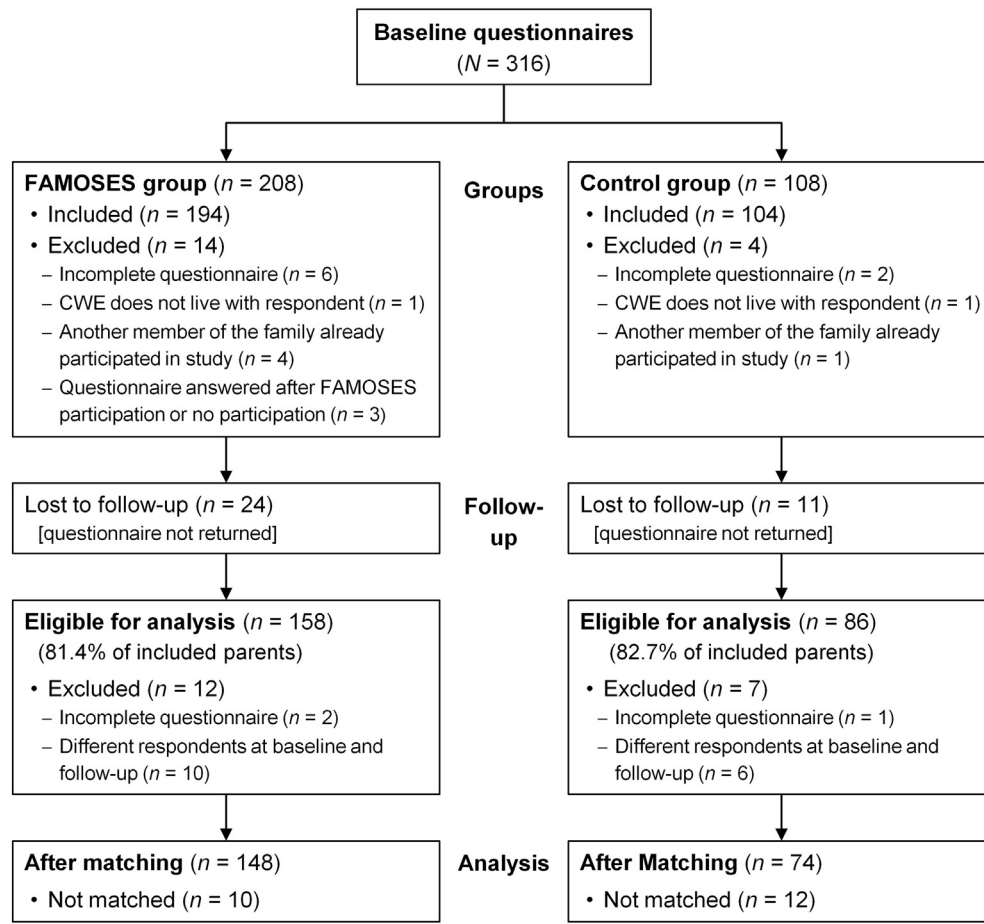 Baseline questionnaires
(N = 316)
FAMOSES group (n = 208)
• Included (n = 194)
• Excluded (n = 14)
– Incomplete questionnaire (n = 6)
– CWE does not live with respondent (n = 1)
– Another member of the family already
participated in study (n = 4)
– Questionnaire answered after FAMOSES
participation or no participation (n = 3)
Groups
Control group (n = 108)
• Included (n = 104)
• Excluded (n = 4)
– Incomplete questionnaire (n = 2)
– CWE does not live with respondent (n = 1)
– Another member of the family already
participated in study (n = 1)
Lost to follow-up (n = 24)
[questionnaire not returned]
Follow-
up
Lost to follow-up (n = 11)
[questionnaire not returned]
Eligible for analysis (n = 158)
(81.4% of included parents)
• Excluded (n = 12)
– Incomplete questionnaire (n = 2)
– Different respondents at baseline and
follow-up (n = 10)
Eligible for analysis (n = 86)
(82.7% of included parents)
• Excluded (n = 7)
– Incomplete questionnaire (n = 1)
– Different respondents at baseline and
follow-up (n = 6)
After matching (n = 148)
• Not matched (n = 10)
Analysis
After Matching (n = 74)
• Not matched (n = 12)